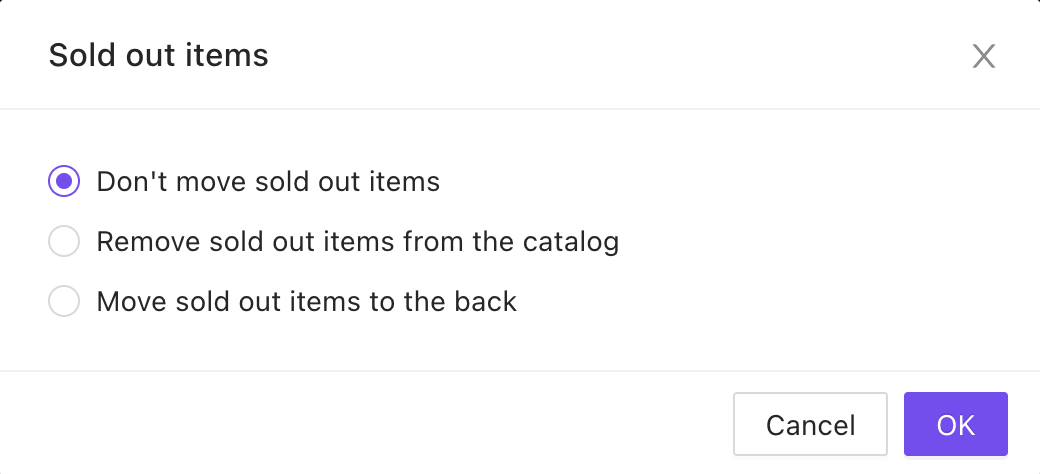 Sold out items
Don't move sold out items
Remove sold out items from the catalog
Move sold out items to the back
Cancel
OK